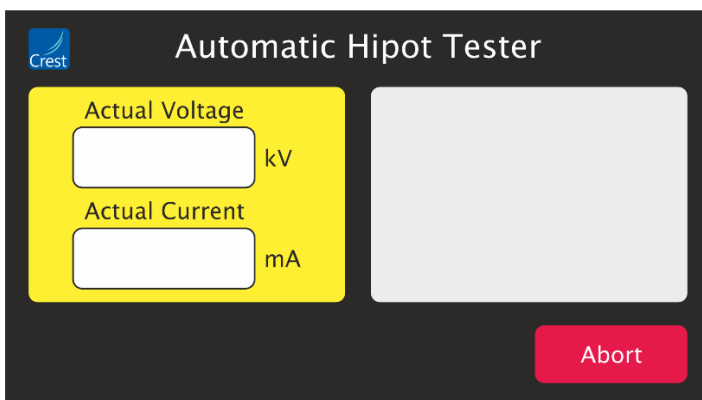 Crest
Automatic Hipot Tester
Actual Voltage
kV
Actual Current
mA
Abort